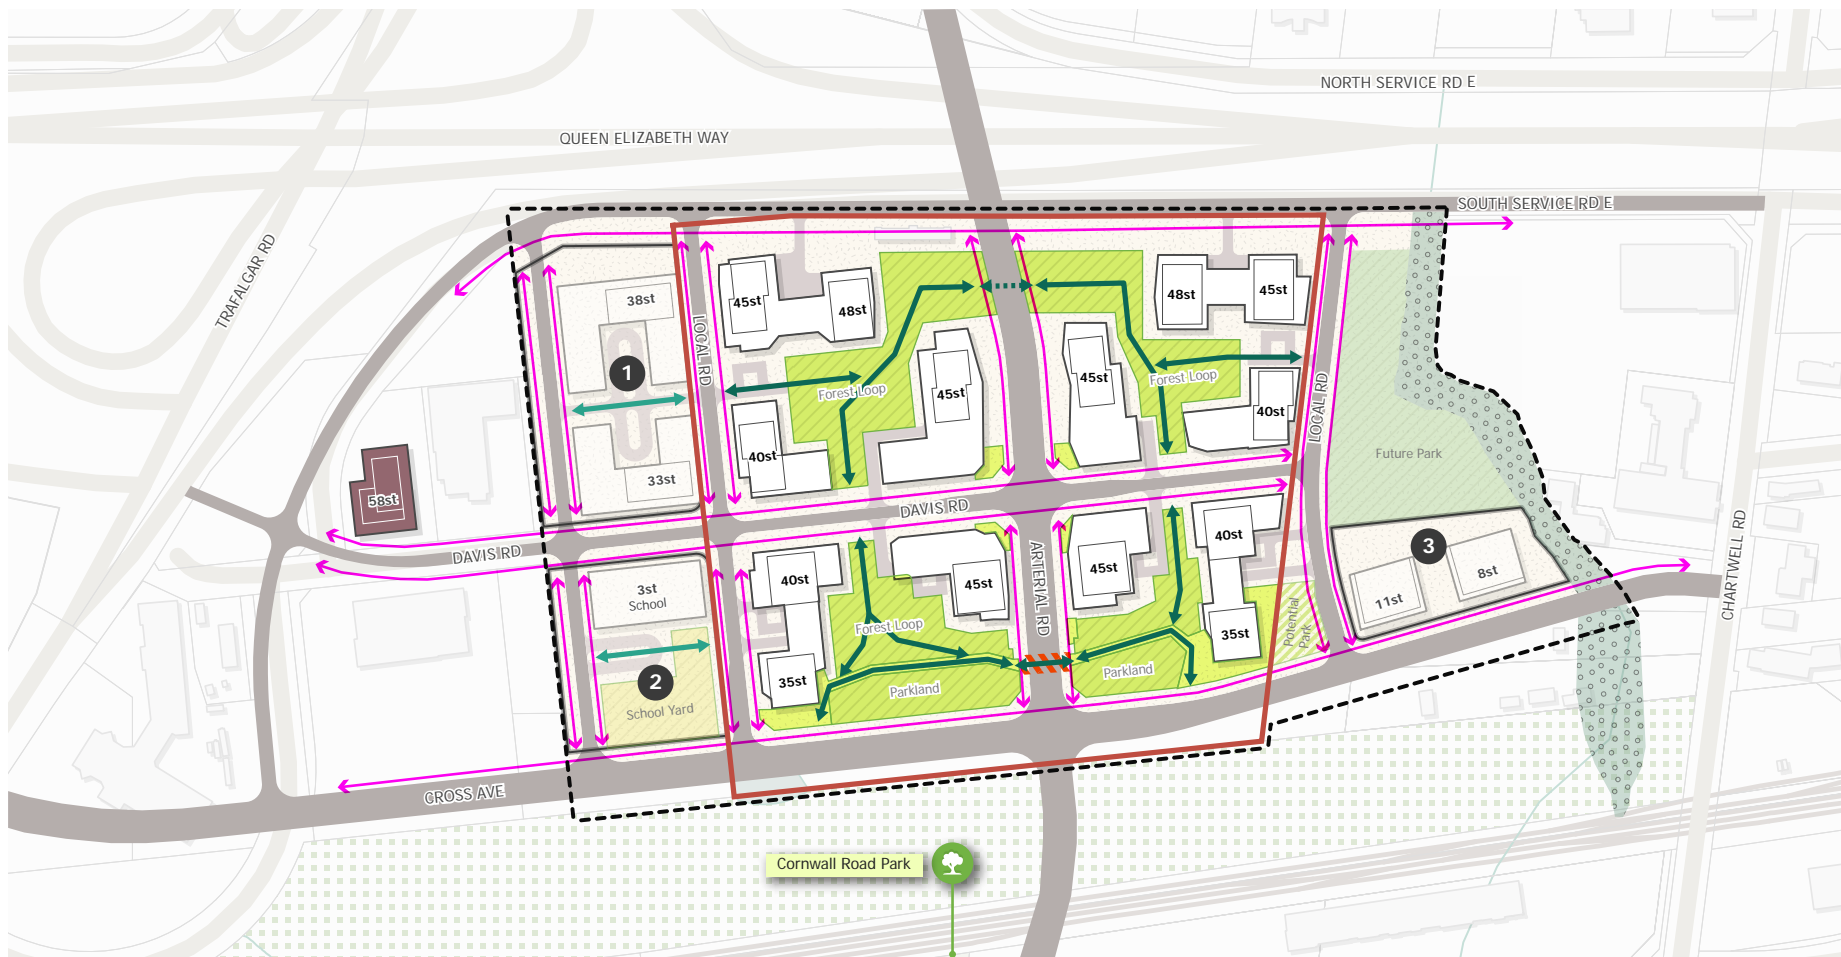 NORTH SERVICE RD E
QUEEN ELIZABETH WAY
SOUTH SERVICE RD E
TRAFALGAR RD
38st
45st
48st
48st
45st
LOCAL RD
1
Forest Loop
45st
45st
Forest Loop
LOCAL RD
40st
40st
33st
58st
Future Park
DAVIS RD
DAVIS RD
CHARTWELL RD
3
8st
11st
3st
School
40st
45st
ARTERIAL RD
45st
40st
Forest Loop
35st
Potential
Park
2
School Yard
35st
Parkland
Parkland
CROSS AVE
Cornwall Road Park